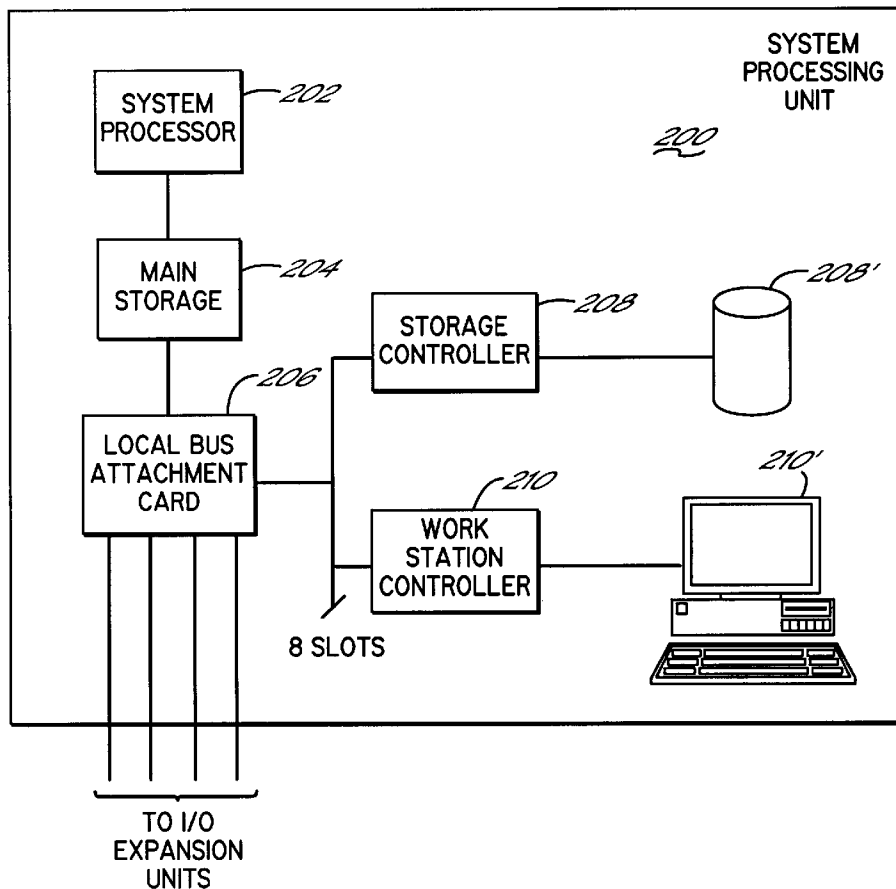 SYSTEM
PROCESSING
UNIT
200
SYSTEM
PROCESSOR
202
MAIN
STORAGE
204
STORAGE
CONTROLLER
208
208'
LOCAL BUS
ATTACHMENT
CARD
206
WORK
STATION
CONTROLLER
210
210'
8 SLOTS
TO I/O
EXPANSION
UNITS